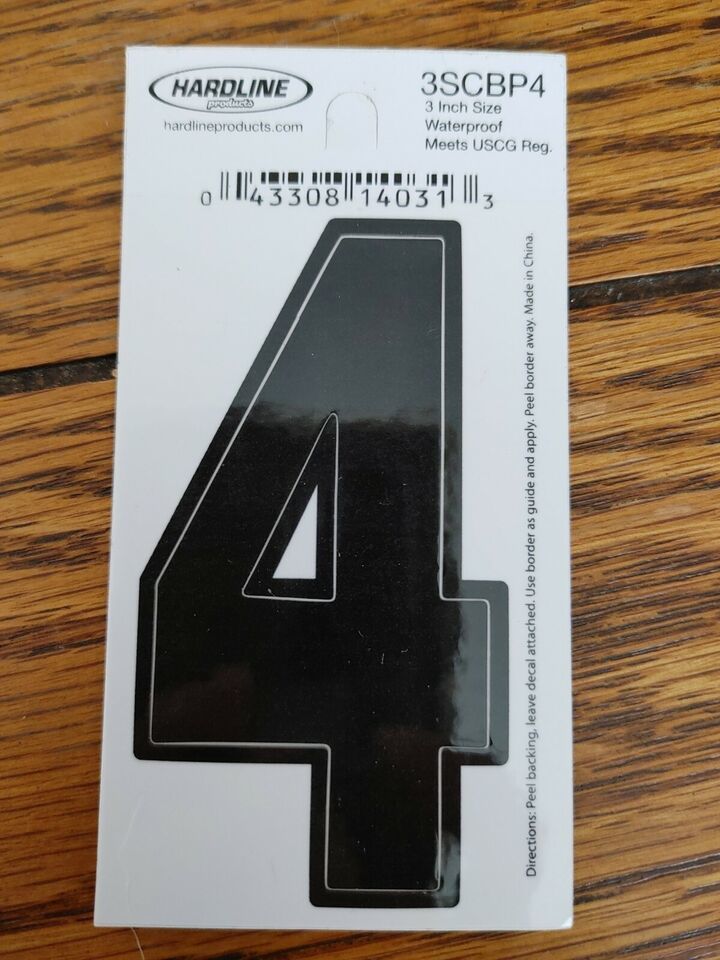 HARDLINE
products
hardlineproducts.com
3SCBP4
3 Inch Size
Waterproof
Meets USCG Reg.
0 43308 14031 3
4
Directions: Peel backing, leave decal attached. Use border as guide and apply. Peel border away. Made in China.